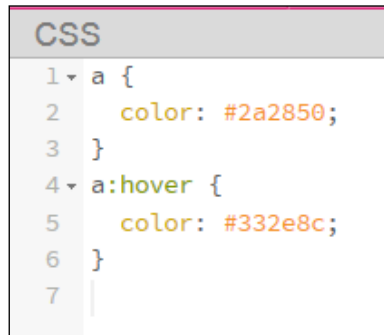 CSS
1 a {
2 color: #2a2850;
3 }
4 a:hover {
5 color: #332e8c;
6 }
7